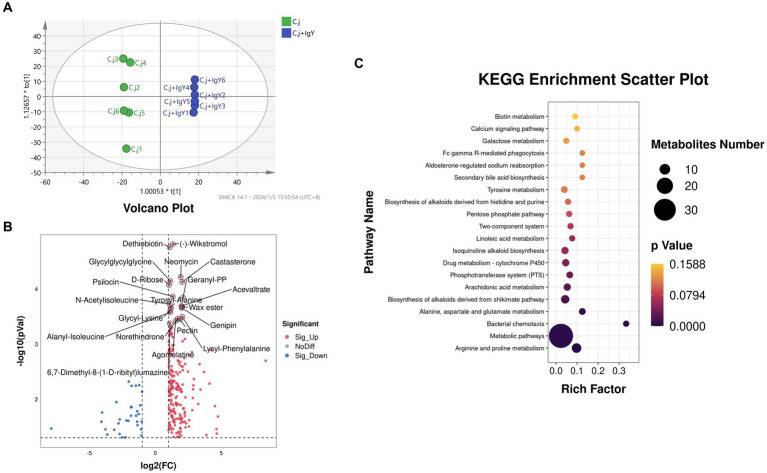 A
C.j
C.j+IgY
1.12657 * to[1]
50
40
30
20
10
0
-10
-20
-30
-40
-50
C.j3
C.j4
C.j2
C.j6
C.j5
C.j1
C.j+IgY6
C.j+IgY4
C.j+IgY2
C.j+IgY5
C.j+IgY3
C.j+IgY1
-60
-40
-20
0
20
40
60
1.00053 * t[1]
SIMCA 14.1 - 2024/1/5 15:50:54 (UTC+8)
Volcano Plot
B
-log10(pVal)
4
3
2
Dethiobiotin
(-)-Wikstromol
Glycylglycylglycine
Neomycin
Castasterone
D-Ribose
Geranyl-PP
Psilocin
Acevaltrate
N-Acetylisoleucine
Tyrosyl-Alanine
Wax ester
Glycyl-Lysine
Genipin
Alanyl-Isoleucine
Norethindrone
Pectin
Agomelatine
Lysyl-Phenylalanine
6,7-Dimethyl-8-(1-D-ribityl)lumazine
-5
0
5
log2(FC)
Significant
Sig_Up
NoDiff
Sig_Down
C
KEGG Enrichment Scatter Plot
Pathway Name
Biotin metabolism
Calcium signaling pathway
Galactose metabolism
Fc gamma R-mediated phagocytosis
Aldosterone-regulated sodium reabsorption
Secondary bile acid biosynthesis
Tyrosine metabolism
Biosynthesis of alkaloids derived from histidine and purine
Pentose phosphate pathway
Two-component system
Linoleic acid metabolism
Isoquinoline alkaloid biosynthesis
Drug metabolism - cytochrome P450
Phosphotransferase system (PTS)
Arachidonic acid metabolism
Biosynthesis of alkaloids derived from shikimate pathway
Alanine, aspartate and glutamate metabolism
Bacterial chemotaxis
Metabolic pathways
Arginine and proline metabolism
0.0
0.1
0.2
0.3
Rich Factor
Metabolites Number
10
20
30
p Value
0.1588
0.0794
0.0000